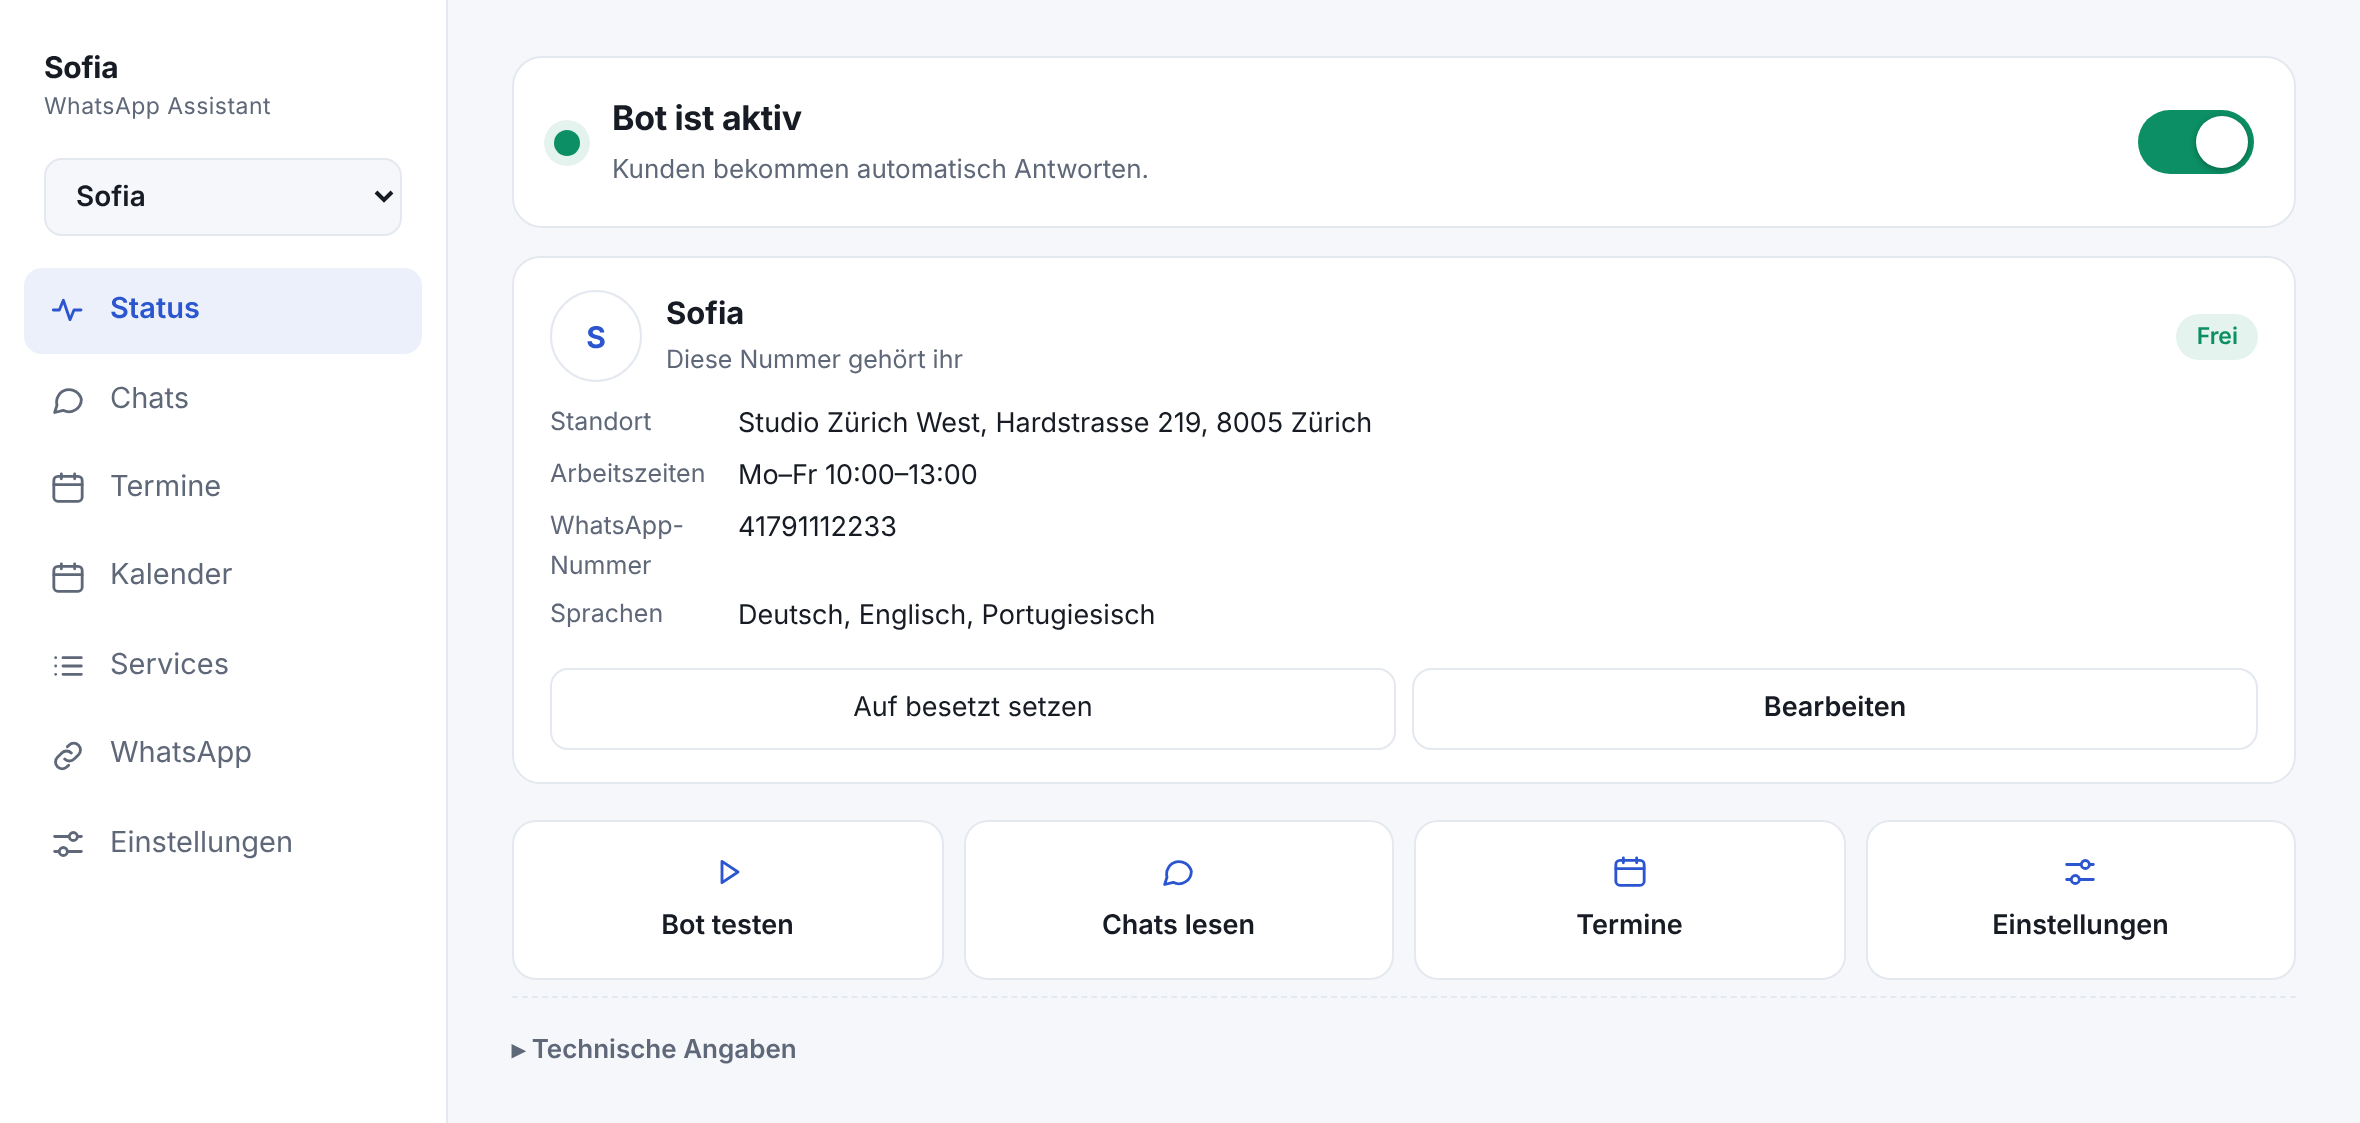 Sofia
WhatsApp Assistant
Sofia
Status
Chats
Termine
Kalender
Services
WhatsApp
Einstellungen
Bot ist aktiv
Kunden bekommen automatisch Antworten.
S
Sofia
Diese Nummer gehört ihr
Frei
Standort
Studio Zürich West, Hardstrasse 219, 8005 Zürich
Arbeitszeiten
Mo–Fr 10:00–13:00
WhatsApp-
Nummer
41791112233
Sprachen
Deutsch, Englisch, Portugiesisch
Auf besetzt setzen
Bearbeiten
Bot testen
Chats lesen
Termine
Einstellungen
Technische Angaben